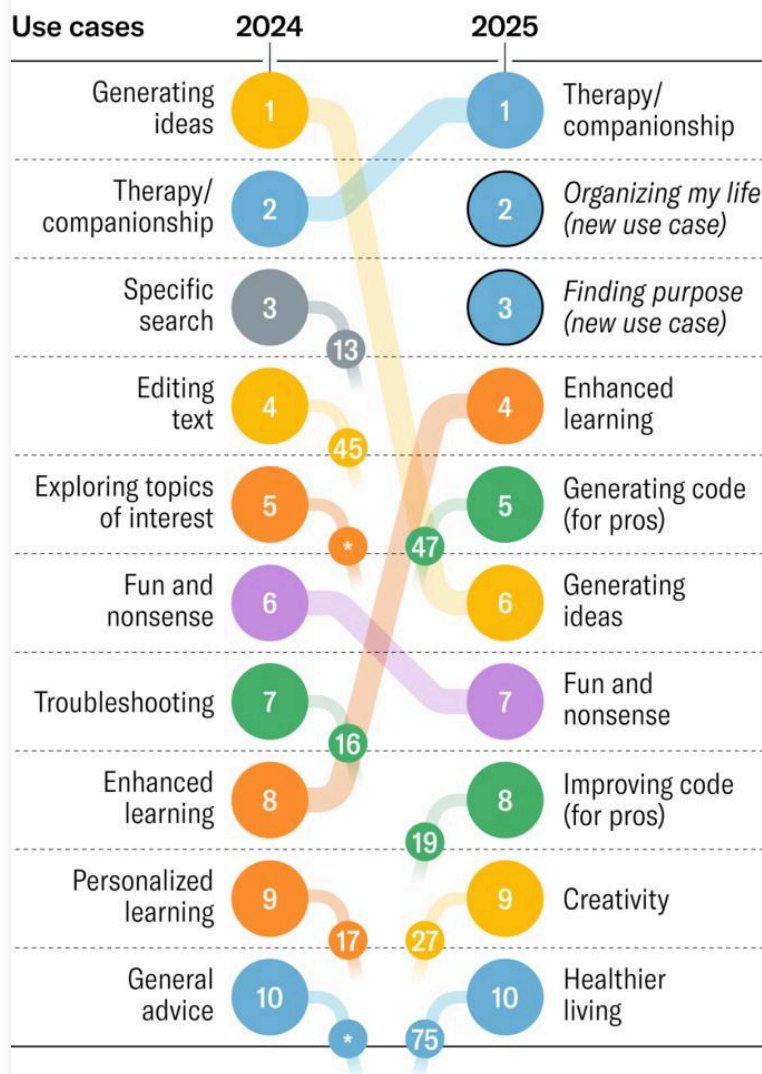 Use cases 2024 2025
Generating
ideas
1
1
Therapy/
companionship
Therapy/
companionship
2
2
Organizing my life
(new use case)
Specific
search
3
13
3
Finding purpose
(new use case)
Editing
text
4
45
4
Enhanced
learning
Exploring topics
of interest
5
*
47
5
Generating code
(for pros)
Fun and
nonsense
6
6
Generating
ideas
Troubleshooting
7
16
7
Fun and
nonsense
Enhanced
learning
8
19
8
Improving code
(for pros)
Personalized
learning
9
17
27
9
Creativity
General
advice
10
*
75
10
Healthier
living